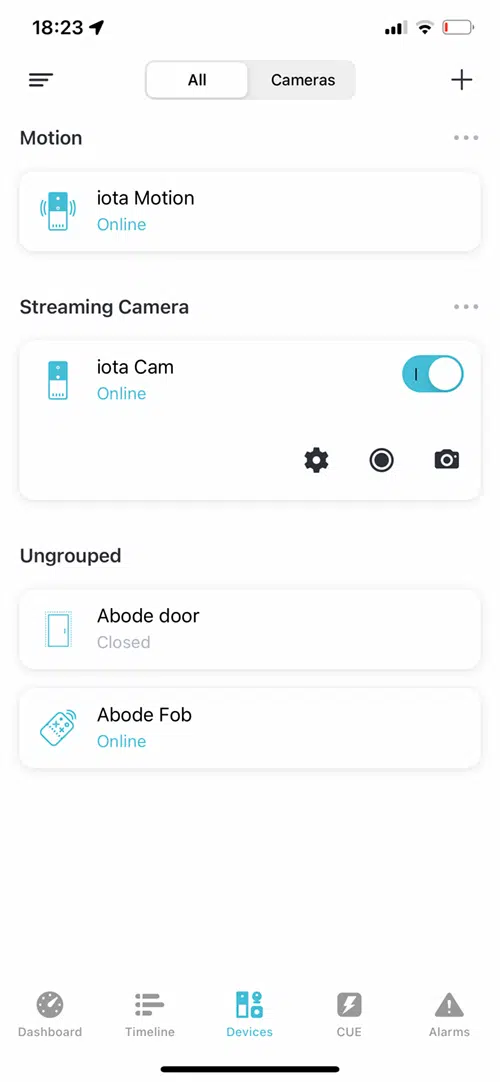 18:23
All
Cameras
Motion
iota Motion
Online
Streaming Camera
iota Cam
Online
Ungrouped
Abode door
Closed
Abode Fob
Online
Dashboard
Timeline
Devices
CUE
Alarms